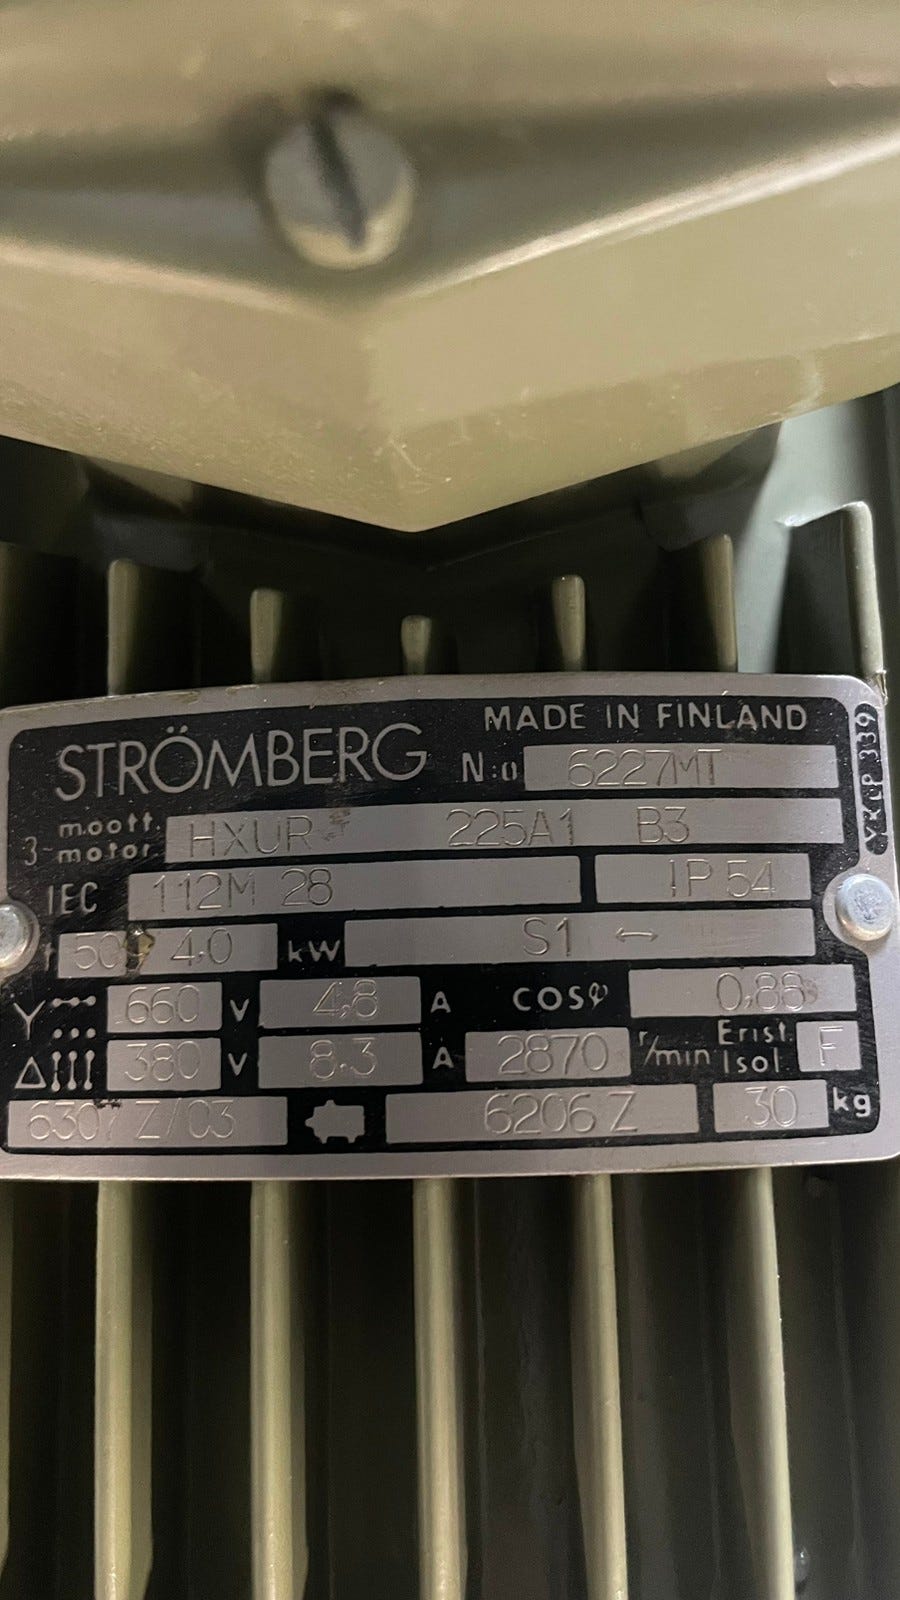 STRÖMBERG
MADE IN FINLAND
N:o 6227MT
3~ moott. motor. HXUR 225A1 B3
IEC 112M 28 IP 54
f 50 4.0 kW S1 ↔
Y 660 V 4,8 A cosφ 0,88
Δ 380 V 8.3 A 2870 r/min Erist. Isol. F
6307 Z/C3 6206 Z 30 kg